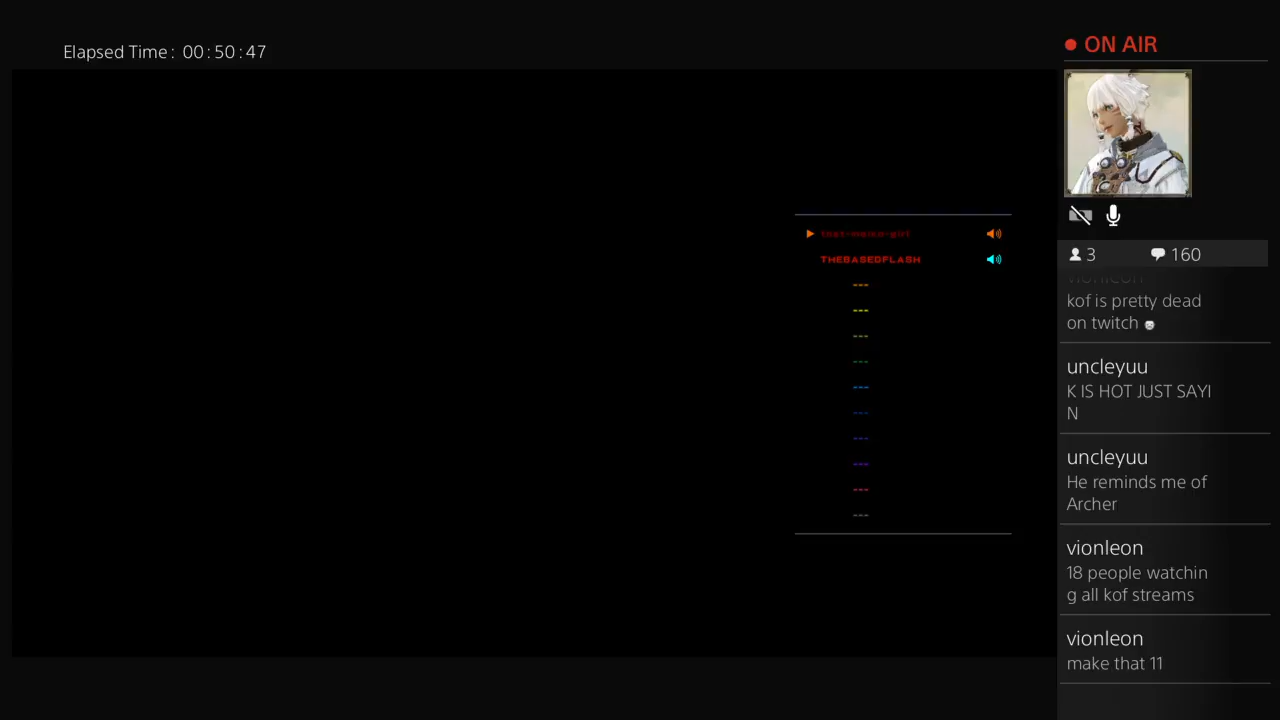 Elapsed Time: 00:50:47
ON AIR
3 160
THEBASEDFLASH
---
---
---
---
---
---
---
---
---
---
vionleon
kof is pretty dead
on twitch
uncleyuu
K IS HOT JUST SAYI
N
uncleyuu
He reminds me of
Archer
vionleon
18 people watchin
g all kof streams
vionleon
make that 11